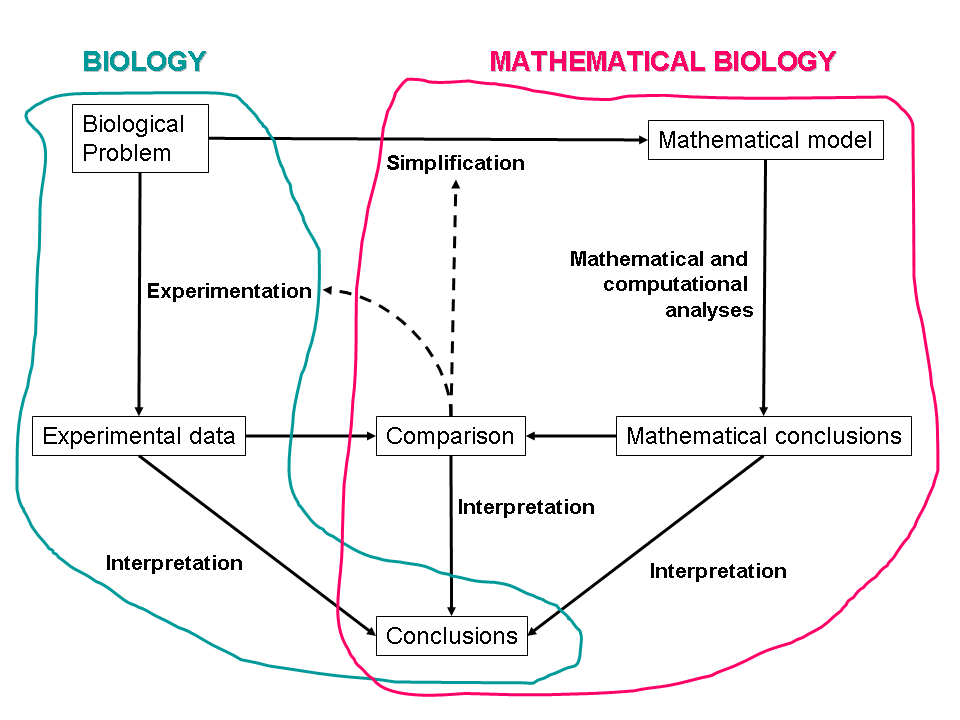 BIOLOGY
MATHEMATICAL BIOLOGY
Biological
Problem
Mathematical model
Simplification
Mathematical and
computational
analyses
Experimentation
Experimental data
Comparison
Mathematical conclusions
Interpretation
Interpretation
Interpretation
Conclusions